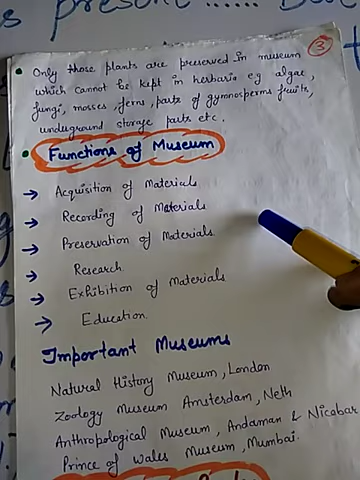 present ......
3
• Only those plants are preserved in museum
which cannot be kept in herbaria e.g algae,
fungi, mosses, ferns, parts of gymnosperms fruits,
underground storage parts etc.
• Functions of Museum
→ Acquisition of Materials
→ Recording of Materials
→ Preservation of Materials
→ Research
→ Exhibition of Materials
→ Education.
Important Museums
Natural History Museum, London
Zoology Museum Amsterdam, Neth
Anthropological Museum, Andaman & Nicobar
Prince of Wales Museum, Mumbai.